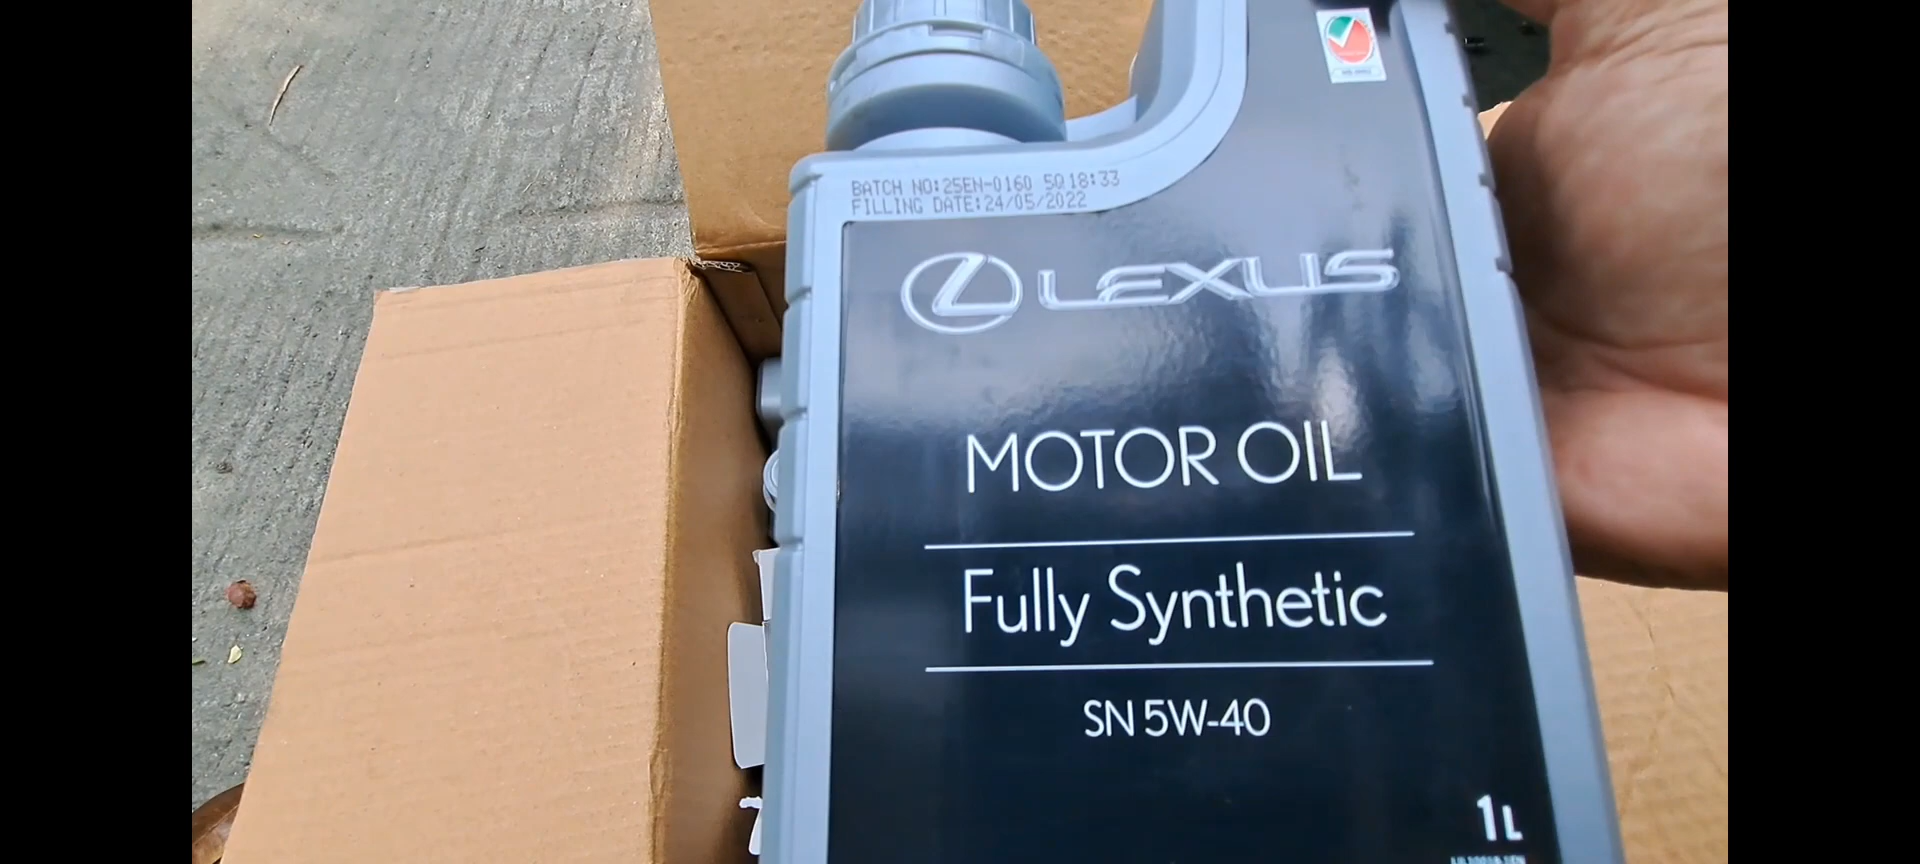 BATCH NO:25EN-0160 5Q18:33
FILLING DATE:24/05/2022
LEXUS
MOTOR OIL
Fully Synthetic
SN 5W-40
1L